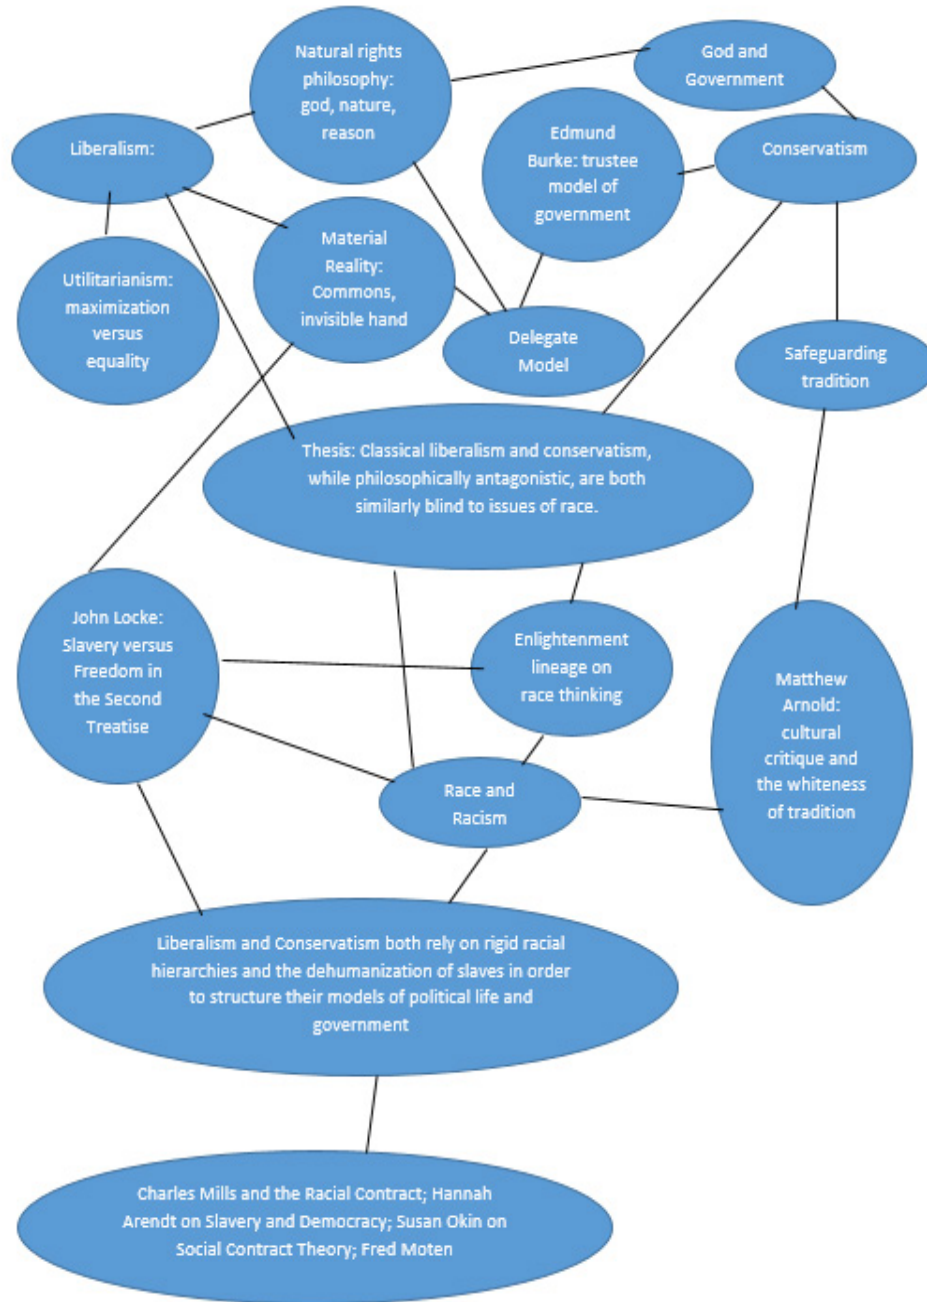 Natural rights
philosophy:
god, nature,
reason
God and
Government
Liberalism:
Edmund
Burke: trustee
model of
government
Conservatism
Utilitarianism:
maximization
versus
equality
Material
Reality:
Commons,
invisible hand
Delegate
Model
Safeguarding
tradition
Thesis: Classical liberalism and conservatism,
while philosophically antagonistic, are both
similarly blind to issues of race.
John Locke:
Slavery versus
Freedom in
the Second
Treatise
Enlightenment
lineage on
race thinking
Matthew
Arnold:
cultural
critique and
the whiteness
of tradition
Race and
Racism
Liberalism and Conservatism both rely on rigid racial
hierarchies and the dehumanization of slaves in order
to structure their models of political life and
government
Charles Mills and the Racial Contract; Hannah
Arendt on Slavery and Democracy; Susan Okin on
Social Contract Theory; Fred Moten